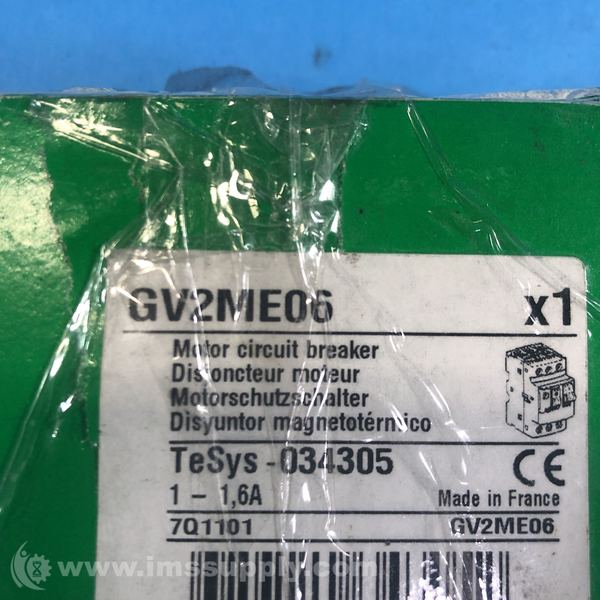 GV2ME06 x1
Motor circuit breaker
Disjoncteur moteur
Motorschutzschalter
Disyuntor magnetotérmico
TeSys - 034305
CE
1 – 1,6A Made in France
7Q1101 GV2ME06
www.imssupply.com